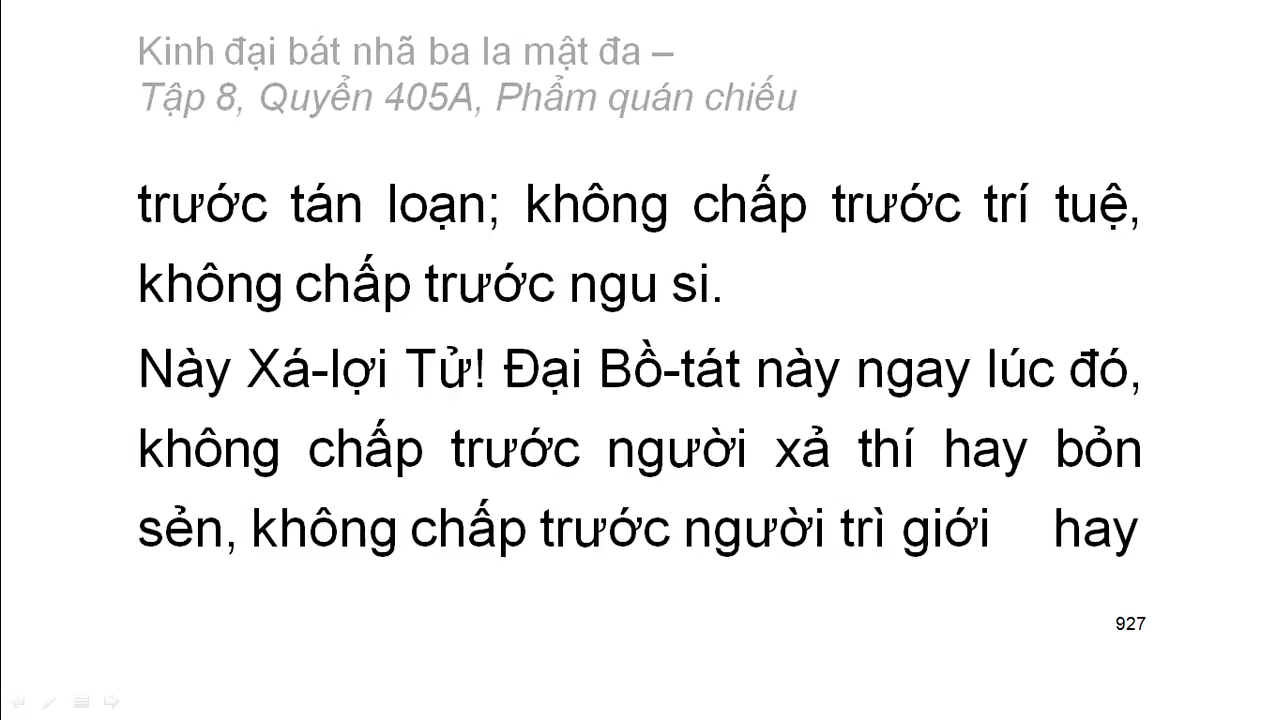 Kinh đại bát nhã ba la mật đa –
Tập 8, Quyển 405A, Phẩm quán chiếu
trước tán loạn; không chấp trước trí tuệ,
không chấp trước ngu si.
Này Xá-lợi Tử! Đại Bồ-tát này ngay lúc đó,
không chấp trước người xả thí hay bỏn
sẻn, không chấp trước người trì giới hay
927